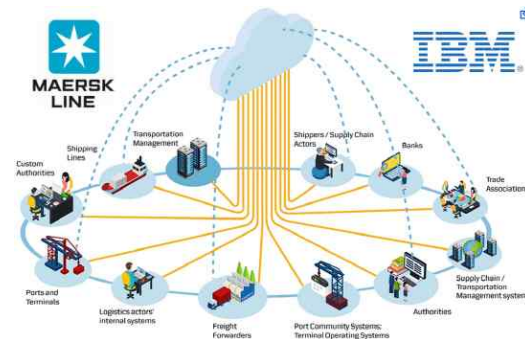 MAERSK
LINE
IBM®
Transportation
Management
Shippers / Supply Chain
Actors
Shipping
Lines
Banks
Custom
Authorities
Trade
Association
Ports and
Terminals
Logistics actors'
internal systems
Freight
Forwarders
Port Community Systems;
Terminal Operating Systems
Authorities
Supply Chain /
Transportation
Management system